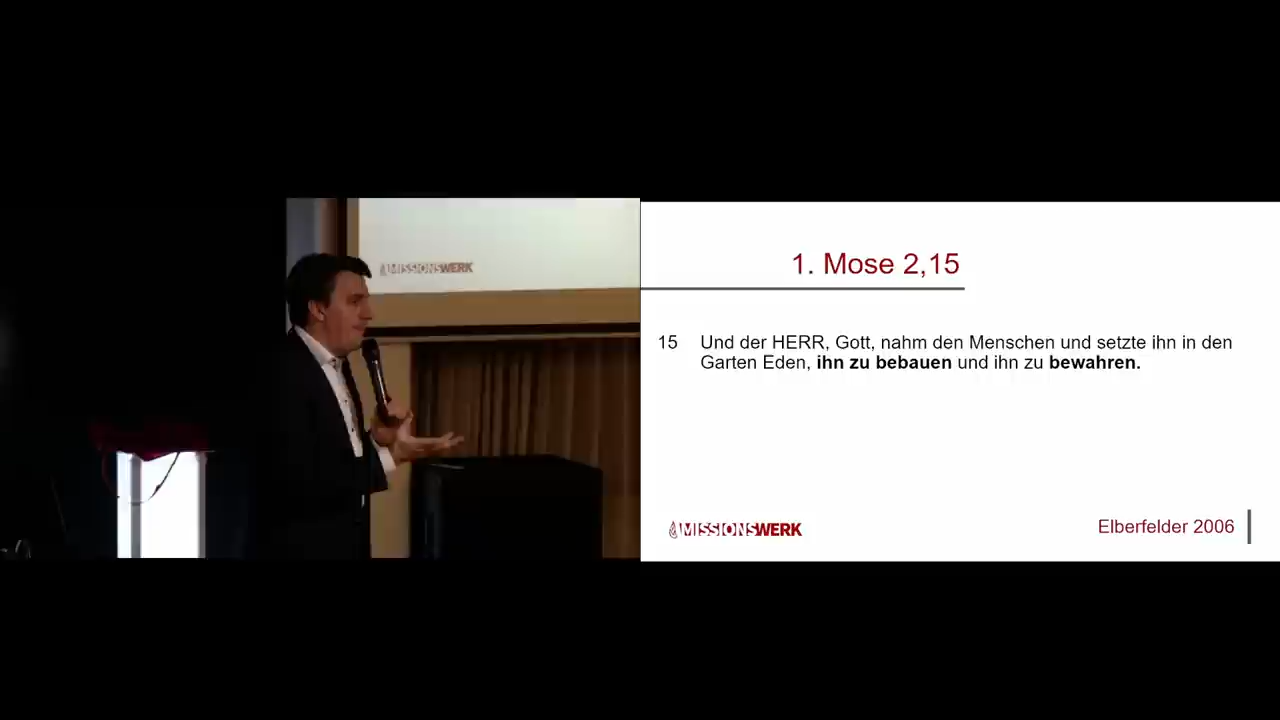 MISSIONSWERK
1. Mose 2,15
15 Und der HERR, Gott, nahm den Menschen und setzte ihn in den
Garten Eden, ihn zu bebauen und ihn zu bewahren.
MISSIONSWERK
Elberfelder 2006